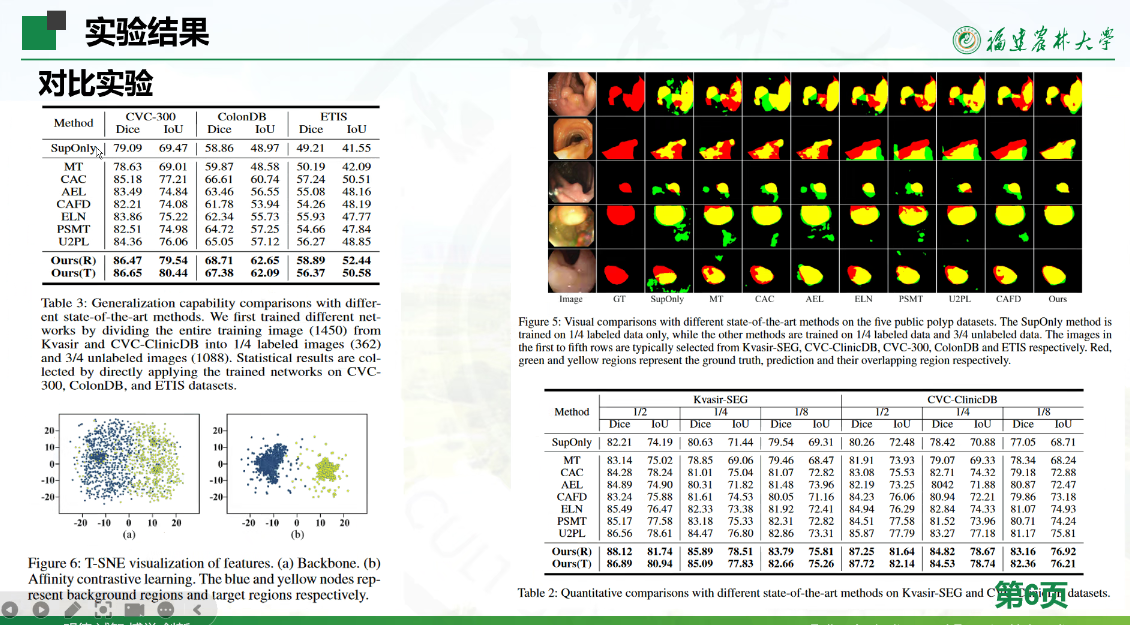 实验结果
福建农林大学
对比实验
Method CVC-300 ColonDB ETIS
Dice IoU Dice IoU Dice IoU
SupOnly 79.09 69.47 58.86 48.97 49.21 41.55
MT 78.63 69.01 59.87 48.58 50.19 42.09
CAC 85.18 77.21 66.61 60.74 57.24 50.51
AEL 83.49 74.84 63.46 56.55 55.08 48.16
CAFD 82.21 74.08 61.78 53.94 54.26 48.19
ELN 83.86 75.22 62.34 55.73 55.93 47.77
PSMT 82.51 74.98 64.72 57.25 54.66 47.84
U2PL 84.36 76.06 65.05 57.12 56.27 48.85
Ours(R) 86.47 79.54 68.71 62.65 58.89 52.44
Ours(T) 86.65 80.44 67.38 62.09 56.37 50.58
Table 3: Generalization capability comparisons with differ-
ent state-of-the-art methods. We first trained different net-
works by dividing the entire training image (1450) from
Kvasir and CVC-ClinicDB into 1/4 labeled images (362)
and 3/4 unlabeled images (1088). Statistical results are col-
lected by directly applying the trained networks on CVC-
300, ColonDB, and ETIS datasets.
20
10
0
-10
-20
-20 -10 0 10 20
(a)
20
10
0
-10
-20
-20 -10 0 10 20
(b)
Figure 6: T-SNE visualization of features. (a) Backbone. (b)
Affinity contrastive learning. The blue and yellow nodes rep-
resent background regions and target regions respectively.
Image GT SupOnly MT CAC AEL ELN PSMT U2PL CAFD Ours
Figure 5: Visual comparisons with different state-of-the-art methods on the five public polyp datasets. The SupOnly method is
trained on 1/4 labeled data only, while the other methods are trained on 1/4 labeled data and 3/4 unlabeled data. The images in
the first to fifth rows are typically selected from Kvasir-SEG, CVC-ClinicDB, CVC-300, ColonDB and ETIS respectively. Red,
green and yellow regions represent the ground truth, prediction and their overlapping region respectively.
Method Kvasir-SEG CVC-ClinicDB
1/2 1/4 1/8 1/2 1/4 1/8
Dice IoU Dice IoU Dice IoU Dice IoU Dice IoU Dice IoU
SupOnly 82.21 74.19 80.63 71.44 79.54 69.31 80.26 72.48 78.42 70.88 77.05 68.71
MT 83.14 75.02 78.85 69.06 79.46 68.47 81.91 73.93 79.07 69.33 78.34 68.24
CAC 84.28 78.24 81.01 75.04 81.07 72.82 83.08 75.53 82.71 74.32 79.18 72.88
AEL 84.89 74.90 80.31 71.82 81.48 73.96 82.19 73.25 8042 71.88 80.87 72.47
CAFD 83.24 75.88 81.61 74.53 80.05 71.16 84.23 76.06 80.94 72.21 79.86 73.18
ELN 85.49 76.47 82.33 73.38 81.92 72.41 84.94 76.29 82.84 74.33 81.07 74.93
PSMT 85.17 77.58 83.18 75.33 82.31 72.82 84.51 77.58 81.52 73.96 80.71 74.24
U2PL 86.56 78.61 84.47 76.80 82.86 73.31 85.87 77.79 83.27 77.18 81.17 75.81
Ours(R) 88.12 81.74 85.89 78.51 83.79 75.81 87.25 81.64 84.82 78.67 83.16 76.92
Ours(T) 86.89 80.94 85.09 77.83 82.66 75.26 87.72 82.14 84.53 78.74 82.36 76.21
Table 2: Quantitative comparisons with different state-of-the-art methods on Kvasir-SEG and CVC-ClinicDB datasets.
第6页